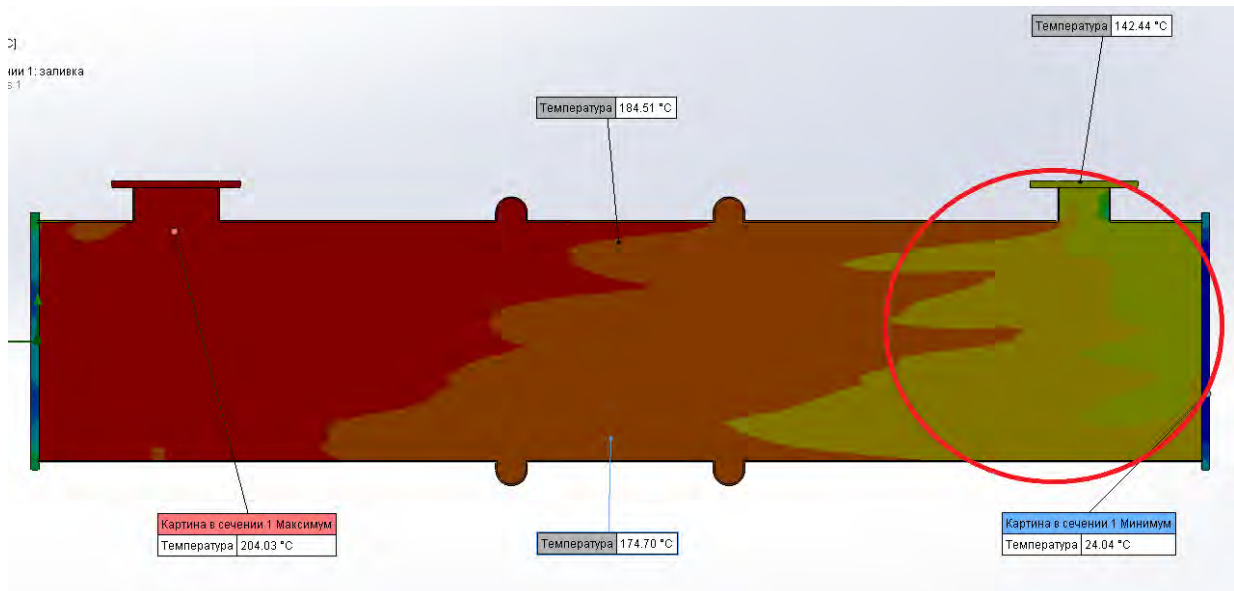 C]
нии 1: заливка
s 1
Температура 142.44 °C
Температура 184.51 °C
Картина в сечении 1 Максимум
Температура 204.03 °C
Температура 174.70 °C
Картина в сечении 1 Минимум
Температура 24.04 °C